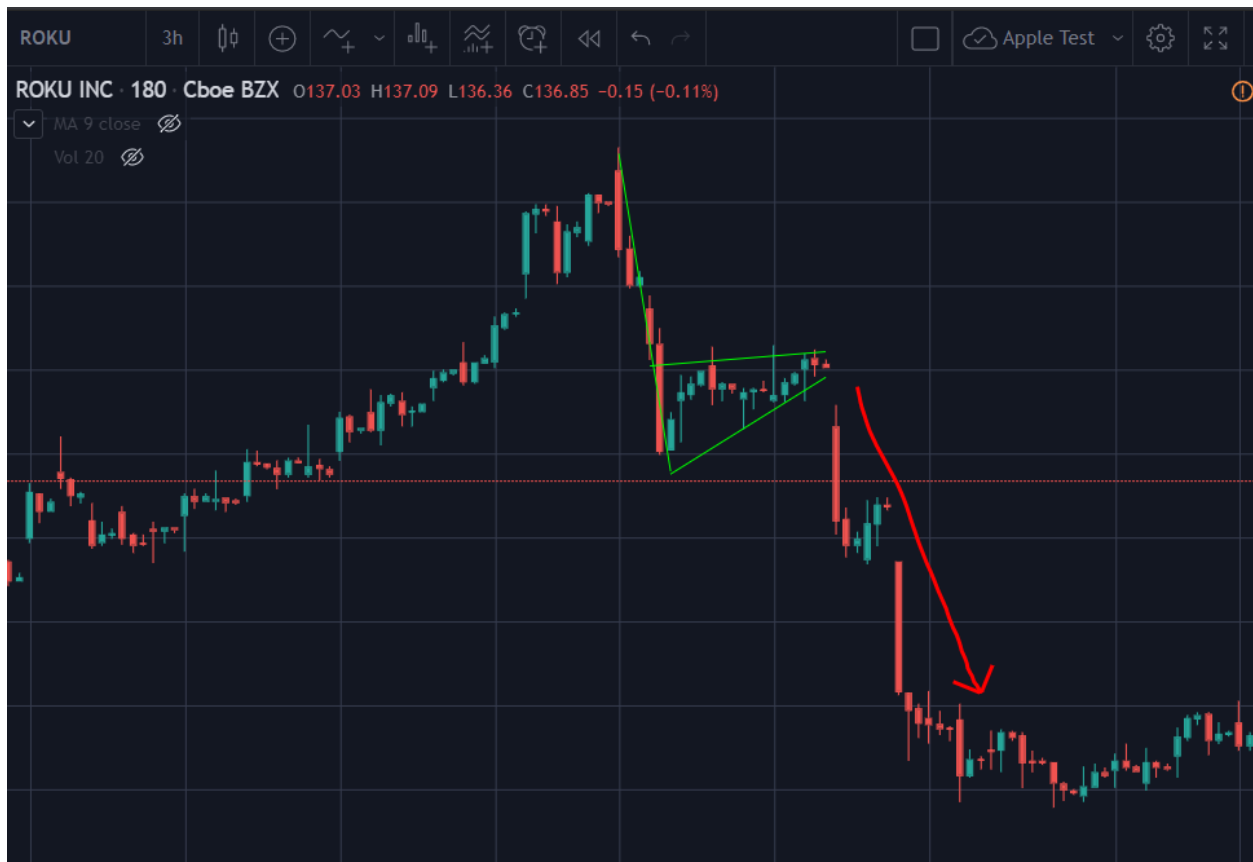 ROKU 3h Apple Test
ROKU INC · 180 · Cboe BZX O137.03 H137.09 L136.36 C136.85 −0.15 (−0.11%)
MA 9 close
Vol 20